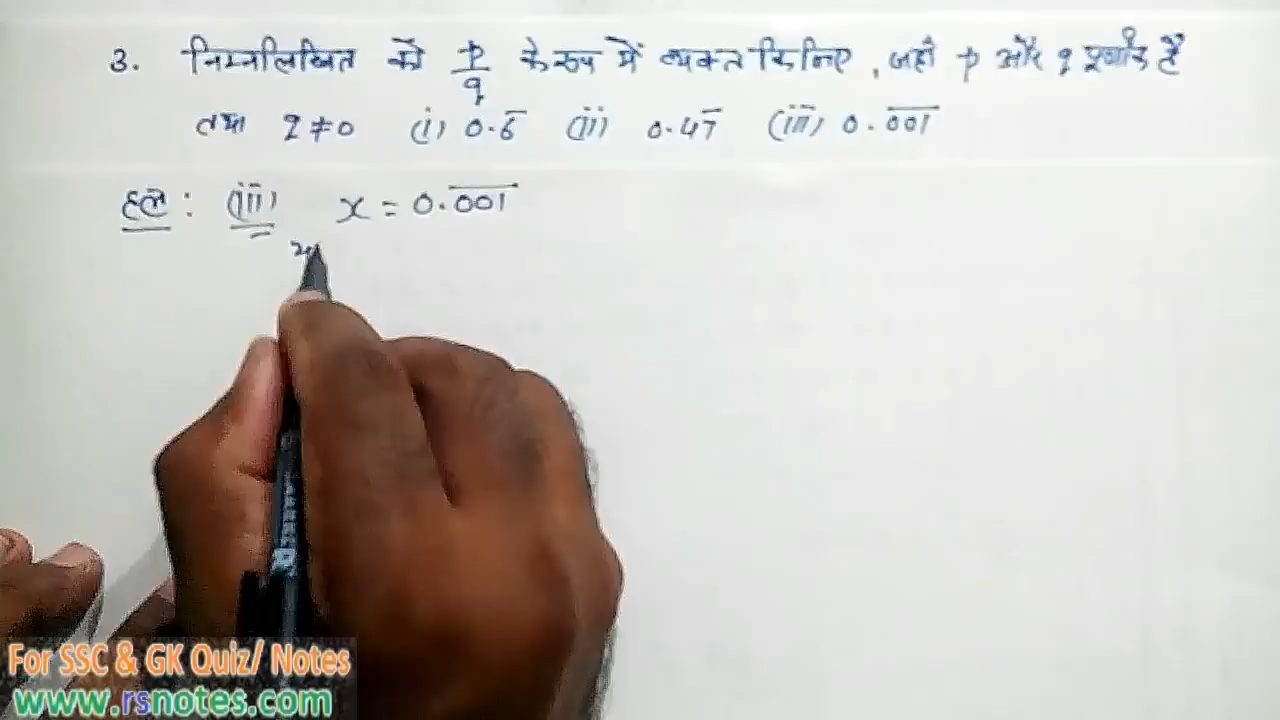 3. निम्नलिखित को p/q के रूप में व्यक्त किजिए, जहाँ p और q पूर्णांक हैं
तथा q ≠ 0 (i) 0.6̅ (ii) 0.47̅ (iii) 0.0̅0̅1̅
हल : (iii) x = 0.0̅0̅1̅
For SSC & GK Quiz/ Notes
www.rsnotes.com